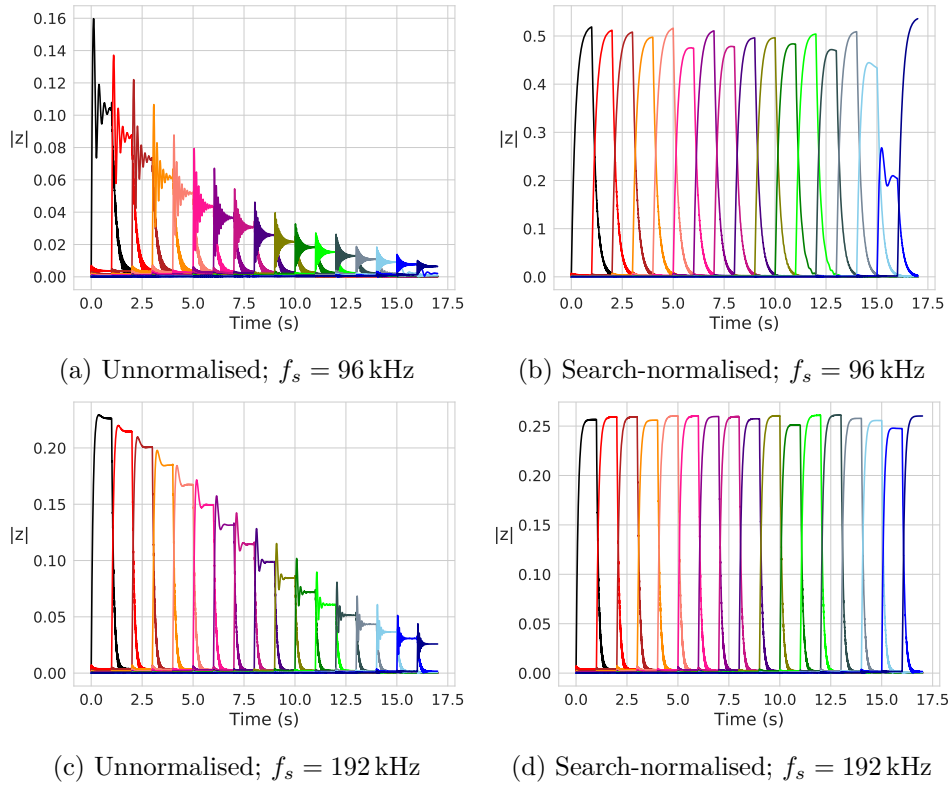 0.16
0.14
0.12
0.10
|z|
0.08
0.06
0.04
0.02
0.00
0.0 2.5 5.0 7.5 10.0 12.5 15.0 17.5
Time (s)
(a) Unnormalised; f_s = 96 kHz
0.5
0.4
|z|
0.3
0.2
0.1
0.0
0.0 2.5 5.0 7.5 10.0 12.5 15.0 17.5
Time (s)
(b) Search-normalised; f_s = 96 kHz
0.20
0.15
|z|
0.10
0.05
0.00
0.0 2.5 5.0 7.5 10.0 12.5 15.0 17.5
Time (s)
(c) Unnormalised; f_s = 192 kHz
0.25
0.20
0.15
|z|
0.10
0.05
0.00
0.0 2.5 5.0 7.5 10.0 12.5 15.0 17.5
Time (s)
(d) Search-normalised; f_s = 192 kHz